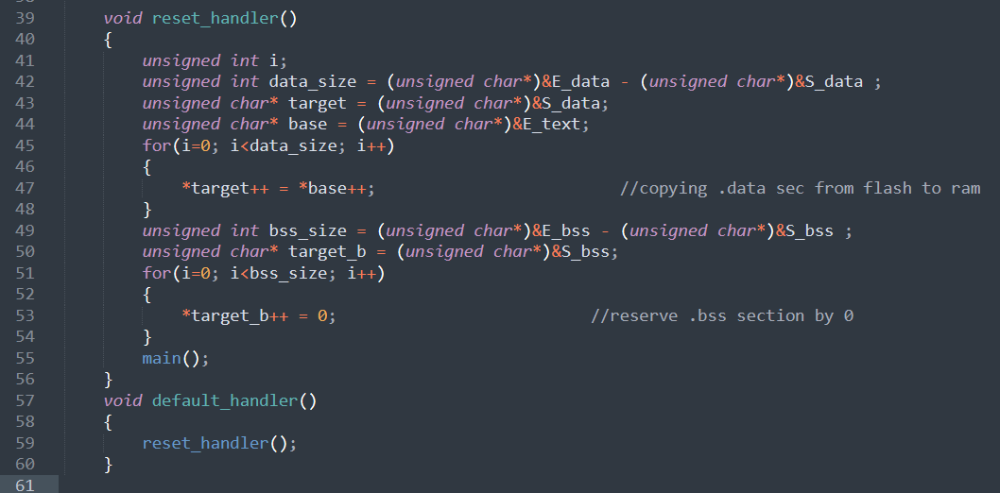 39 void reset_handler()
40 {
41 unsigned int i;
42 unsigned int data_size = (unsigned char*)&E_data - (unsigned char*)&S_data ;
43 unsigned char* target = (unsigned char*)&S_data;
44 unsigned char* base = (unsigned char*)&E_text;
45 for(i=0; i<data_size; i++)
46 {
47 *target++ = *base++; //copying .data sec from flash to ram
48 }
49 unsigned int bss_size = (unsigned char*)&E_bss - (unsigned char*)&S_bss ;
50 unsigned char* target_b = (unsigned char*)&S_bss;
51 for(i=0; i<bss_size; i++)
52 {
53 *target_b++ = 0; //reserve .bss section by 0
54 }
55 main();
56 }
57 void default_handler()
58 {
59 reset_handler();
60 }
61